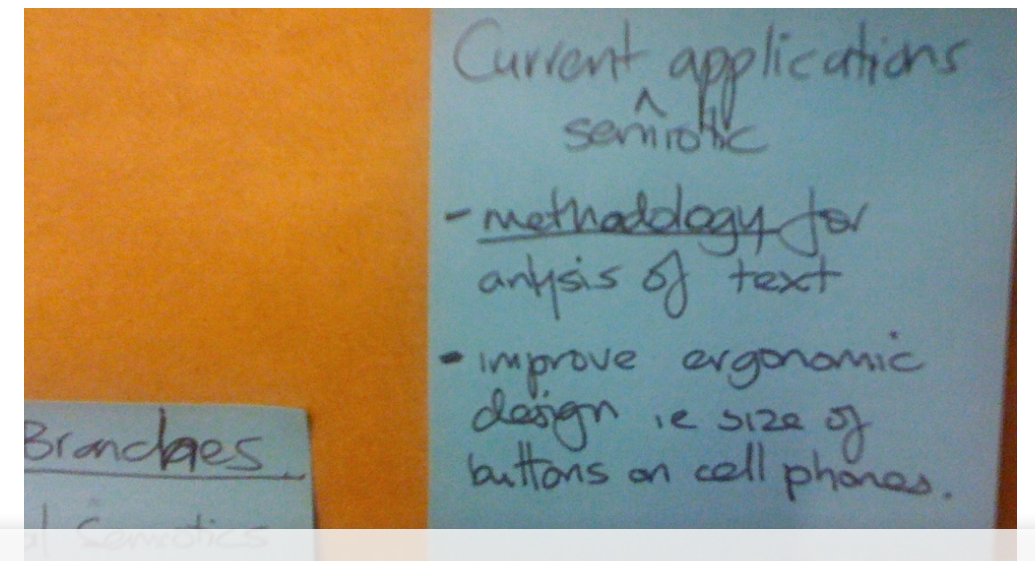 Current applications
^
semiotic
- methodology for
anlysis of text
- improve ergonomic
design ie size of
buttons on cell phones.
Branches
Semiotics